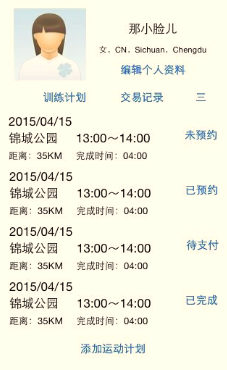 那小脸儿
女，CN，Sichuan，Chengdu
编辑个人资料
训练计划 交易记录 三
2015/04/15
锦城公园 13:00～14:00 未预约
距离：35KM 完成时间：04:00
2015/04/15
锦城公园 13:00～14:00 已预约
距离：35KM 完成时间：04:00
2015/04/15
锦城公园 13:00～14:00 待支付
距离：35KM 完成时间：04:00
2015/04/15
锦城公园 13:00～14:00 已完成
距离：35KM 完成时间：04:00
添加运动计划